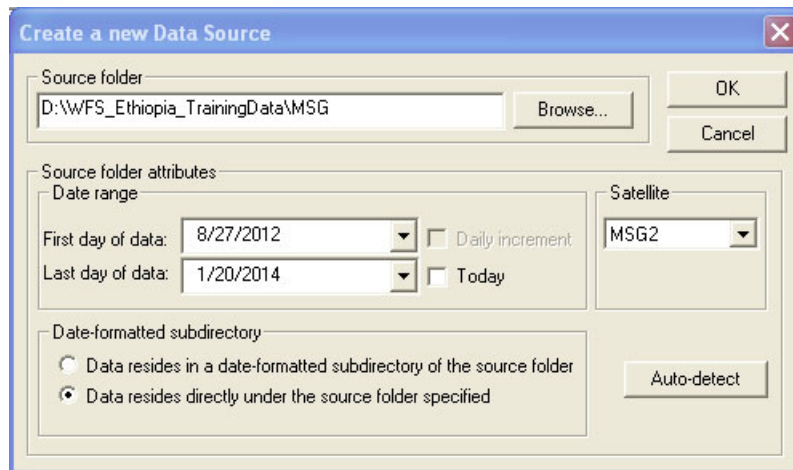 Create a new Data Source
Source folder
D:\WFS_Ethiopia_TrainingData\MSG
Browse...
OK
Cancel
Source folder attributes
Date range
First day of data:
8/27/2012
Daily increment
Last day of data:
1/20/2014
Today
Satellite
MSG2
Date-formatted subdirectory
Data resides in a date-formatted subdirectory of the source folder
Data resides directly under the source folder specified
Auto-detect